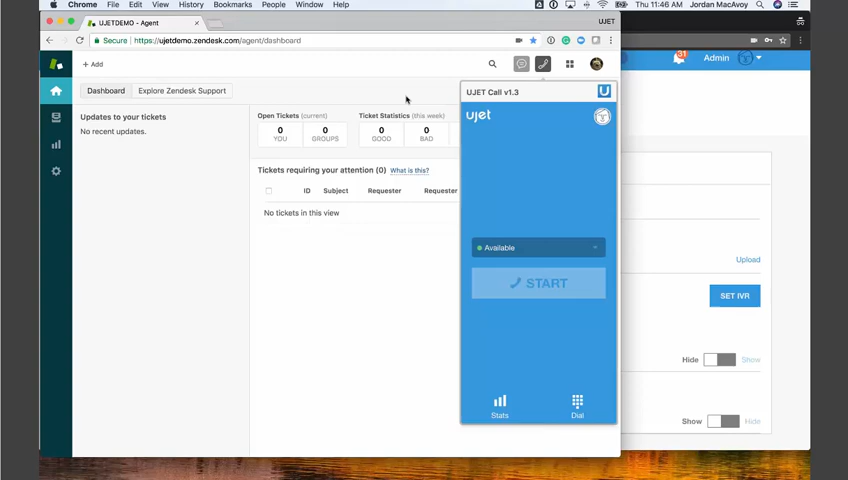 Chrome File Edit View History Bookmarks People Window Help
Thu 11:46 AM Jordan MacAvoy
UJETDEMO - Agent
UJET
Secure https://ujetdemo.zendesk.com/agent/dashboard
+ Add
31
Admin
Dashboard Explore Zendesk Support
UJET Call v1.3
U
ujet
Updates to your tickets
No recent updates.
Open Tickets (current) Ticket Statistics (this week)
0 0 0 0
YOU GROUPS GOOD BAD
Tickets requiring your attention (0) What is this?
ID Subject Requester Requester
No tickets in this view
Available
START
Stats Dial
Upload
SET IVR
Hide Show
Show Hide